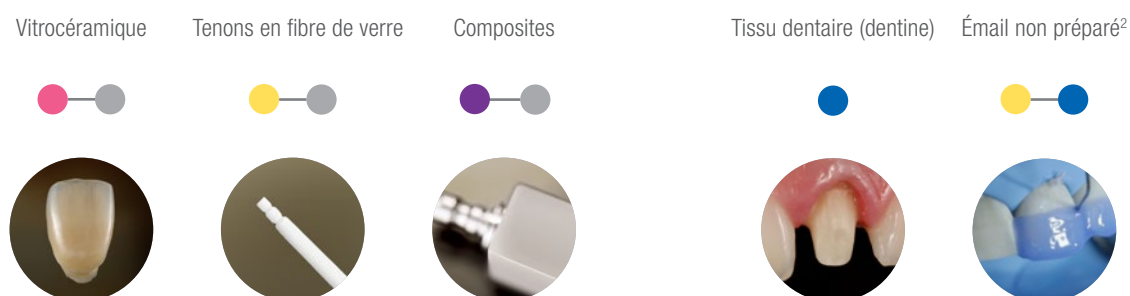 Vitrocéramique
Tenons en fibre de verre
Composites
Tissu dentaire (dentine)
Émail non préparé²